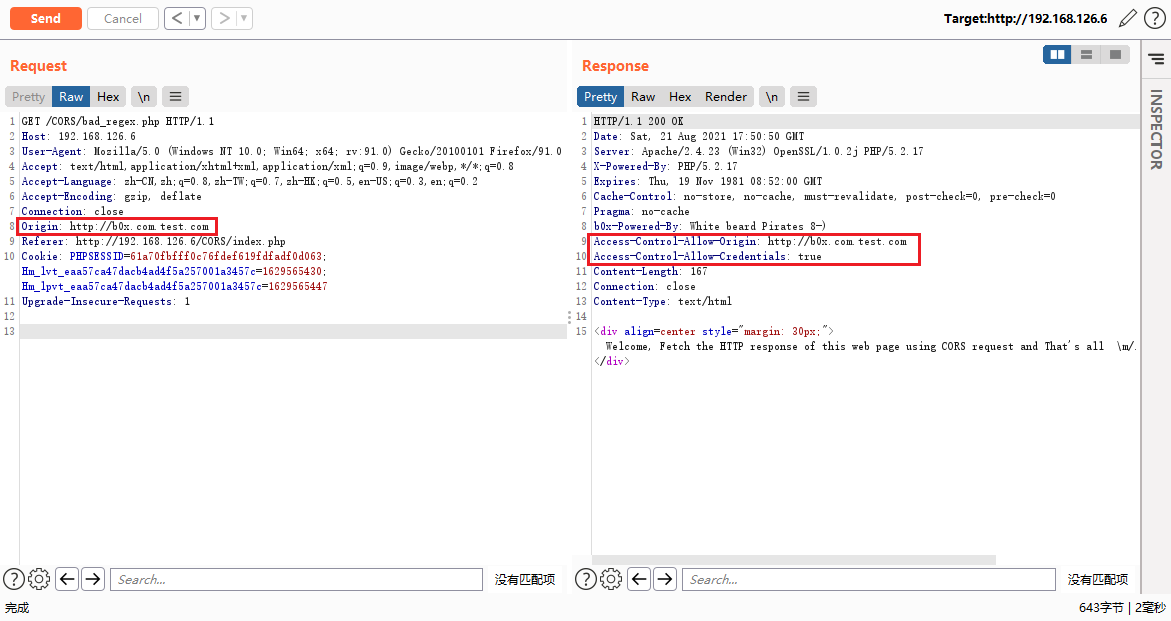 Send
Cancel
Target:http://192.168.126.6
Request
Pretty Raw Hex \n
1 GET /CORS/bad_regex.php HTTP/1.1
2 Host: 192.168.126.6
3 User-Agent: Mozilla/5.0 (Windows NT 10.0; Win64; x64; rv:91.0) Gecko/20100101 Firefox/91.0
4 Accept: text/html,application/xhtml+xml,application/xml;q=0.9,image/webp,*/*;q=0.8
5 Accept-Language: zh-CN,zh;q=0.8,zh-TW;q=0.7,zh-HK;q=0.5,en-US;q=0.3,en;q=0.2
6 Accept-Encoding: gzip, deflate
7 Connection: close
8 Origin: http://b0x.com.test.com
9 Referer: http://192.168.126.6/CORS/index.php
10 Cookie: PHPSESSID=61a70fbfff0c76fdef619fdfadf0d063;
Hm_lvt_eaa57ca47dacb4ad4f5a257001a3457c=1629565430;
Hm_lpvt_eaa57ca47dacb4ad4f5a257001a3457c=1629565447
11 Upgrade-Insecure-Requests: 1
12
13
Search...
没有匹配项
Response
Pretty Raw Hex Render \n
1 HTTP/1.1 200 OK
2 Date: Sat, 21 Aug 2021 17:50:50 GMT
3 Server: Apache/2.4.23 (Win32) OpenSSL/1.0.2j PHP/5.2.17
4 X-Powered-By: PHP/5.2.17
5 Expires: Thu, 19 Nov 1981 08:52:00 GMT
6 Cache-Control: no-store, no-cache, must-revalidate, post-check=0, pre-check=0
7 Pragma: no-cache
8 b0x-Powered-By: White beard Pirates 8-)
9 Access-Control-Allow-Origin: http://b0x.com.test.com
10 Access-Control-Allow-Credentials: true
11 Content-Length: 167
12 Connection: close
13 Content-Type: text/html
14
15 <div align=center style="margin: 30px;">
Welcome, Fetch the HTTP response of this web page using CORS request and That's all \m/.
</div>
Search...
没有匹配项
INSPECTOR
完成
643字节 | 2毫秒